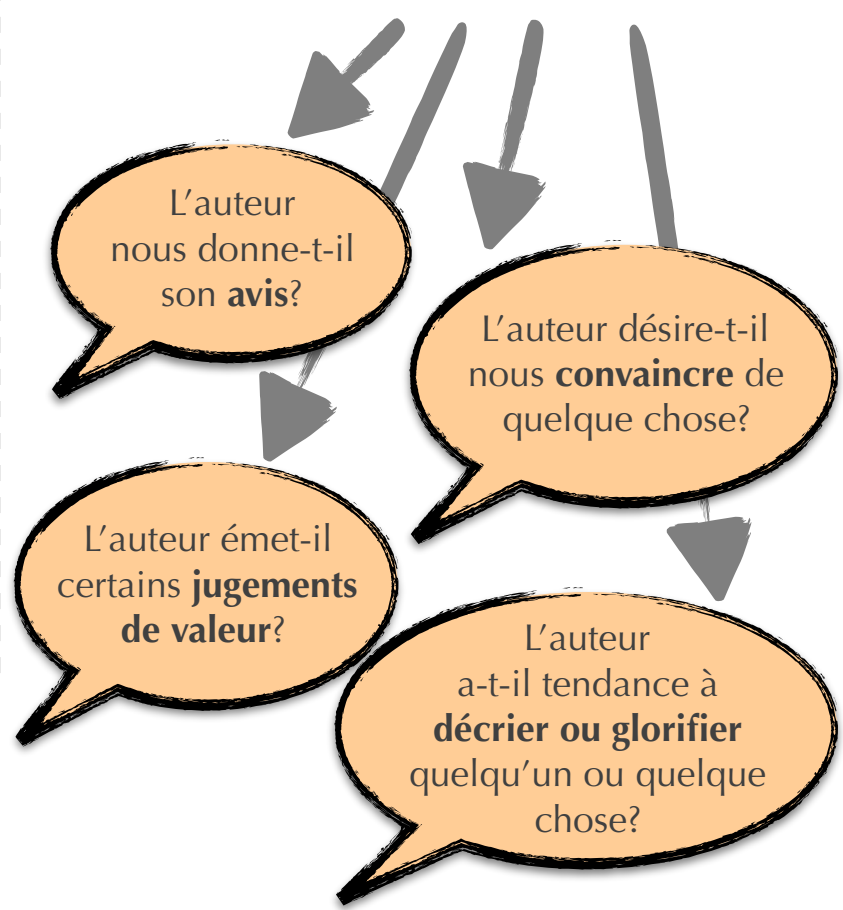 L’auteur
nous donne-t-il
son avis?
L’auteur désire-t-il
nous convaincre de
quelque chose?
L’auteur émet-il
certains jugements
de valeur?
L’auteur
a-t-il tendance à
décrier ou glorifier
quelqu’un ou quelque
chose?